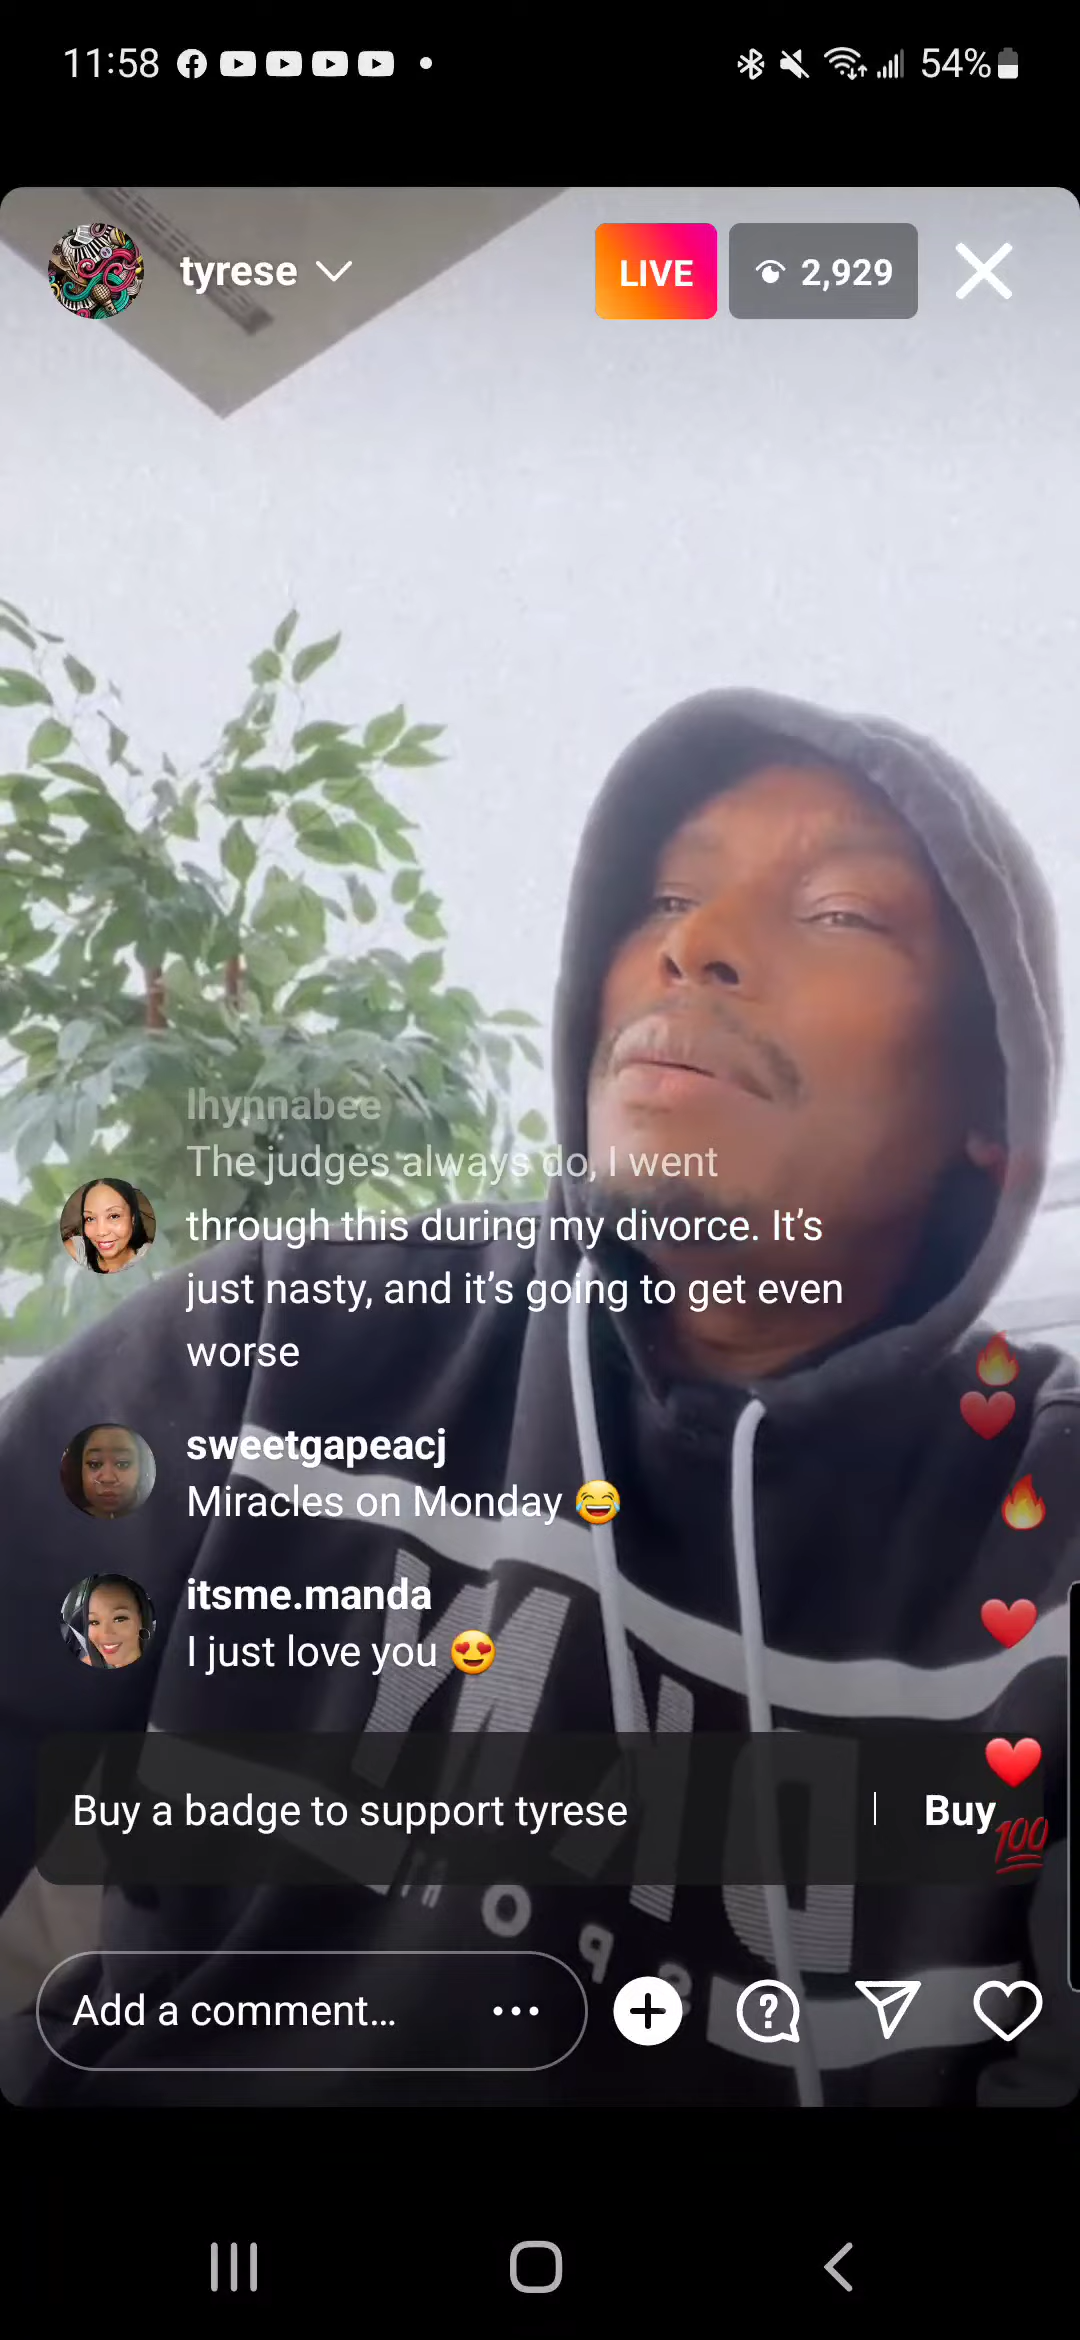 11:58
54%
tyrese
LIVE
2,929
lhynnabee
The judges always do, I went
through this during my divorce. It’s
just nasty, and it’s going to get even
worse
sweetgapeacj
Miracles on Monday 😂
itsme.manda
I just love you 😍
Buy a badge to support tyrese
Buy
💯
Add a comment...
DKNY